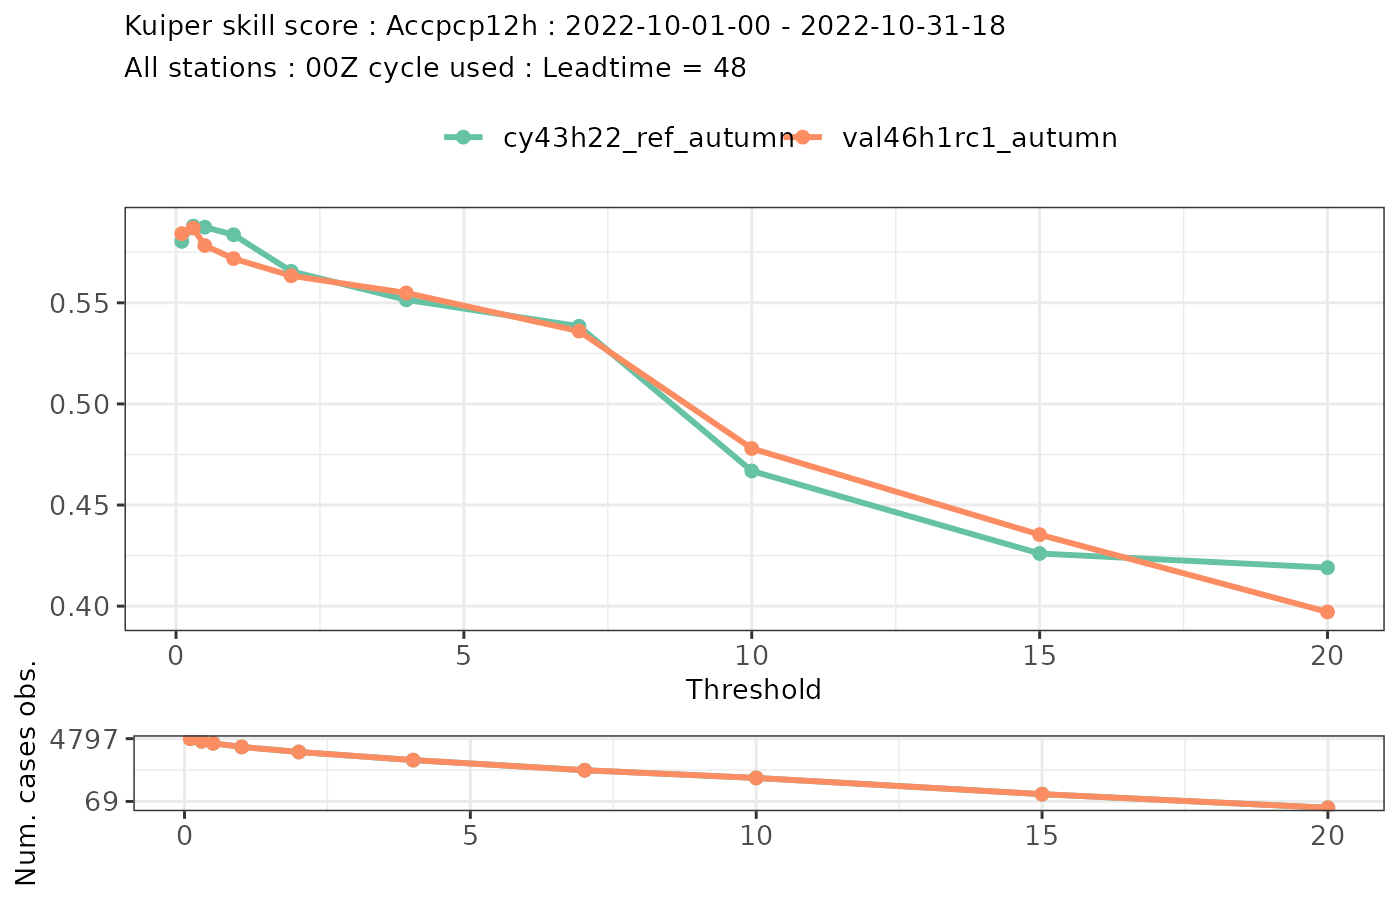 Kuiper skill score : Accpcp12h : 2022-10-01-00 - 2022-10-31-18
All stations : 00Z cycle used : Leadtime = 48
cy43h22_ref_autumn val46h1rc1_autumn
0.55
0.50
0.45
0.40
0 5 10 15 20
Threshold
Num. cases obs.
4797
69
0 5 10 15 20